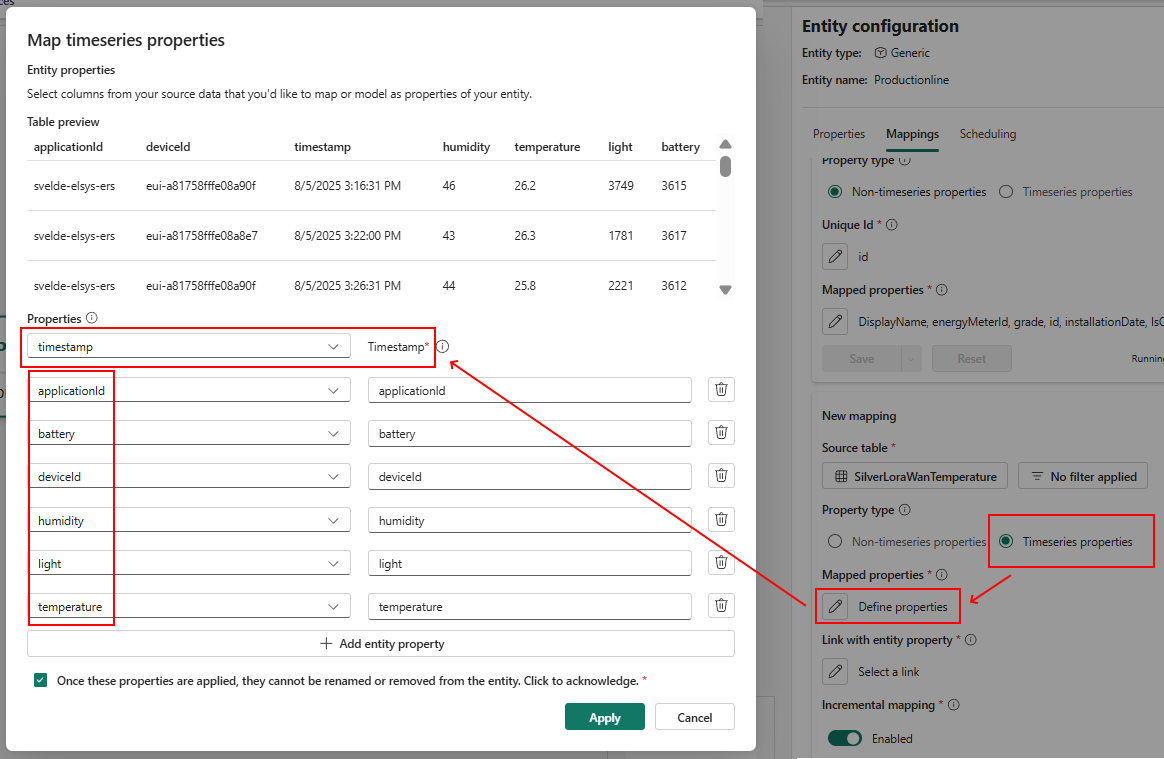 Map timeseries properties
Entity properties
Select columns from your source data that you'd like to map or model as properties of your entity.
Table preview
applicationId deviceId timestamp humidity temperature light battery
svelde-elsys-ers eui-a81758fffe08a90f 8/5/2025 3:16:31 PM 46 26.2 3749 3615
svelde-elsys-ers eui-a81758fffe08a8e7 8/5/2025 3:22:00 PM 43 26.3 1781 3617
svelde-elsys-ers eui-a81758fffe08a90f 8/5/2025 3:26:31 PM 44 25.8 2221 3612
Properties
timestamp Timestamp*
applicationId applicationId
battery battery
deviceId deviceId
humidity humidity
light light
temperature temperature
+ Add entity property
Once these properties are applied, they cannot be renamed or removed from the entity. Click to acknowledge. *
Apply Cancel
Entity configuration
Entity type: Generic
Entity name: Productionline
Properties Mappings Scheduling
Property type
Non-timeseries properties Timeseries properties
Unique Id *
id
Mapped properties *
DisplayName, energyMeterId, grade, id, installationDate,
Save Reset Running
New mapping
Source table *
SilverLoraWanTemperature No filter applied
Property type
Non-timeseries properties Timeseries properties
Mapped properties *
Define properties
Link with entity property *
Select a link
Incremental mapping *
Enabled